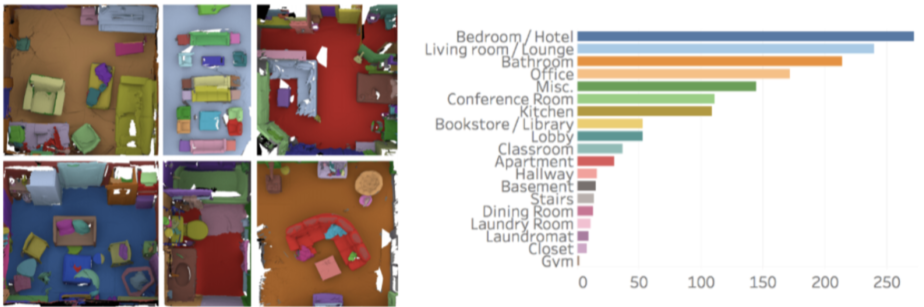 Bedroom / Hotel
Living room / Lounge
Bathroom
Office
Misc.
Conference Room
Kitchen
Bookstore / Library
Lobby
Classroom
Apartment
Hallway
Basement
Stairs
Dining Room
Laundry Room
Laundromat
Closet
Gym
0 50 100 150 200 250